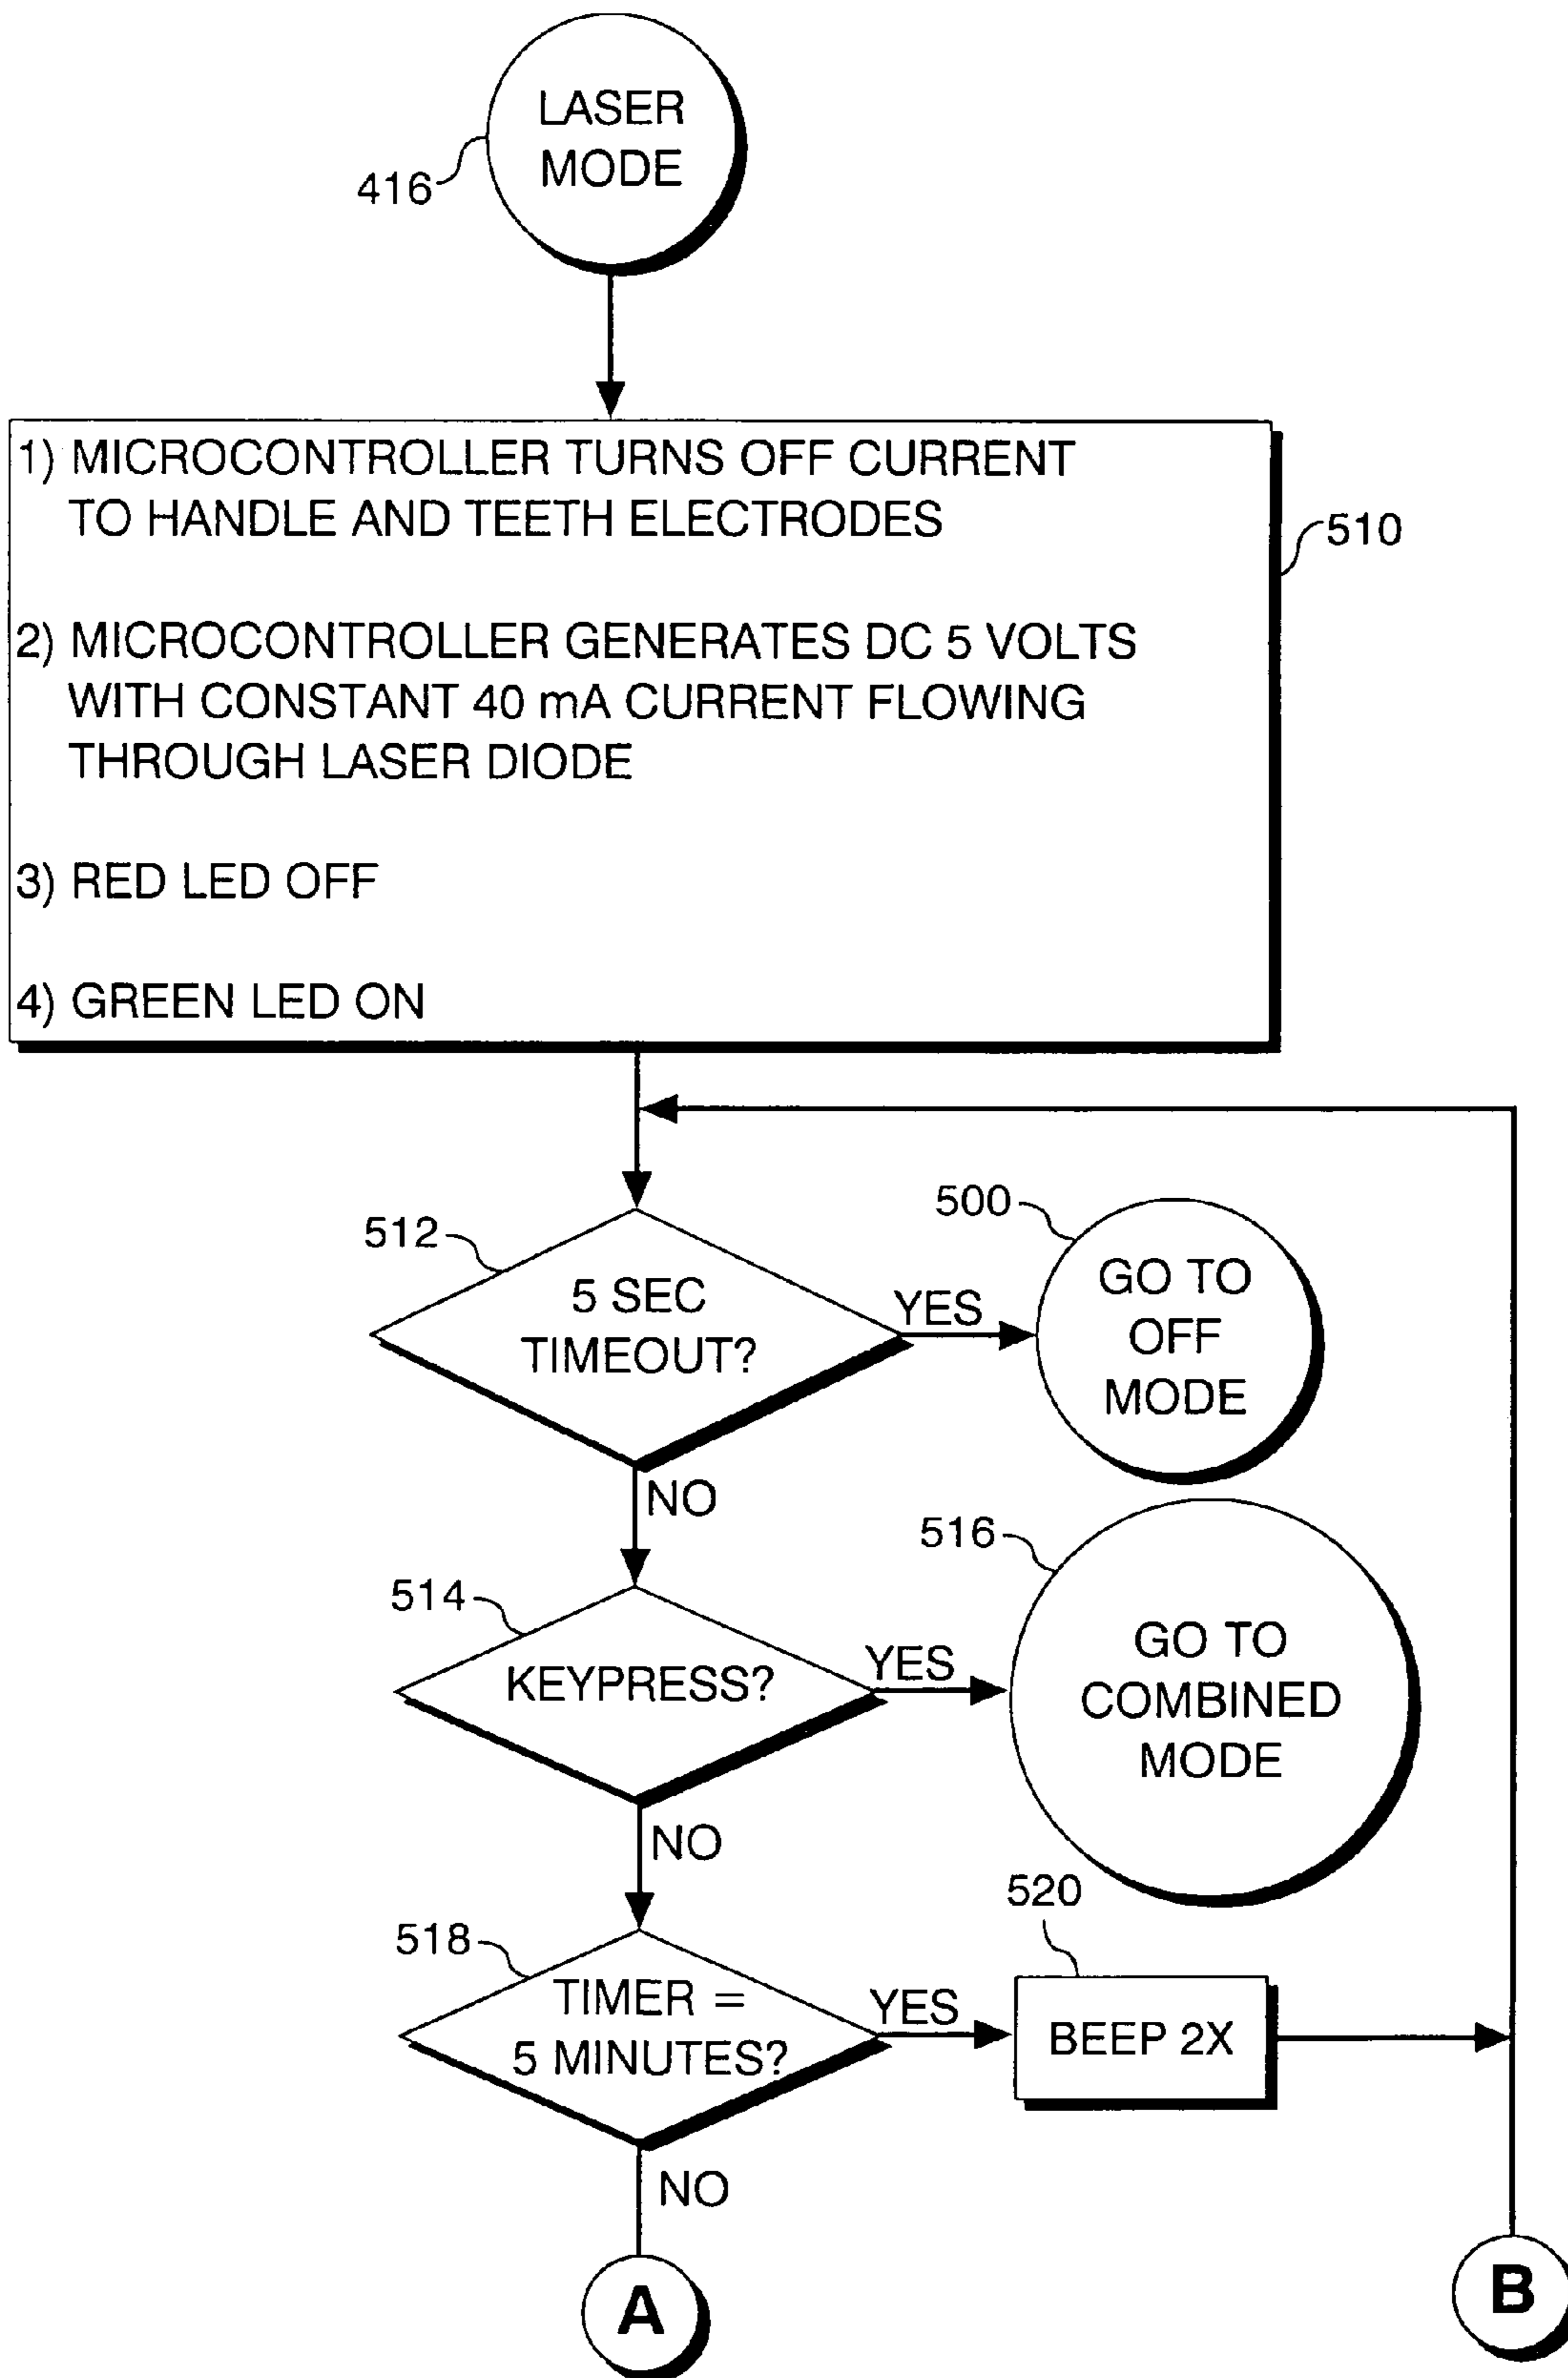 LASER
MODE
416
1) MICROCONTROLLER TURNS OFF CURRENT
TO HANDLE AND TEETH ELECTRODES
510
2) MICROCONTROLLER GENERATES DC 5 VOLTS
WITH CONSTANT 40 mA CURRENT FLOWING
THROUGH LASER DIODE
3) RED LED OFF
4) GREEN LED ON
512
5 SEC
TIMEOUT?
YES
500
GO TO
OFF
MODE
NO
514
KEYPRESS?
YES
516
GO TO
COMBINED
MODE
NO
518
TIMER =
5 MINUTES?
YES
520
BEEP 2X
NO
A
B